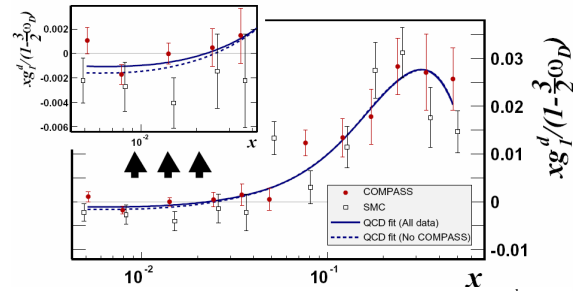 0.002
0
-0.002
-0.004
-0.006
10⁻²
x
xg₁ᵈ/(1-3/2ω_D)
0.03
0.02
0.01
0
-0.01
xg₁ᵈ/(1-3/2ω_D)
COMPASS
SMC
QCD fit (All data)
QCD fit (No COMPASS)
10⁻²
10⁻¹
x